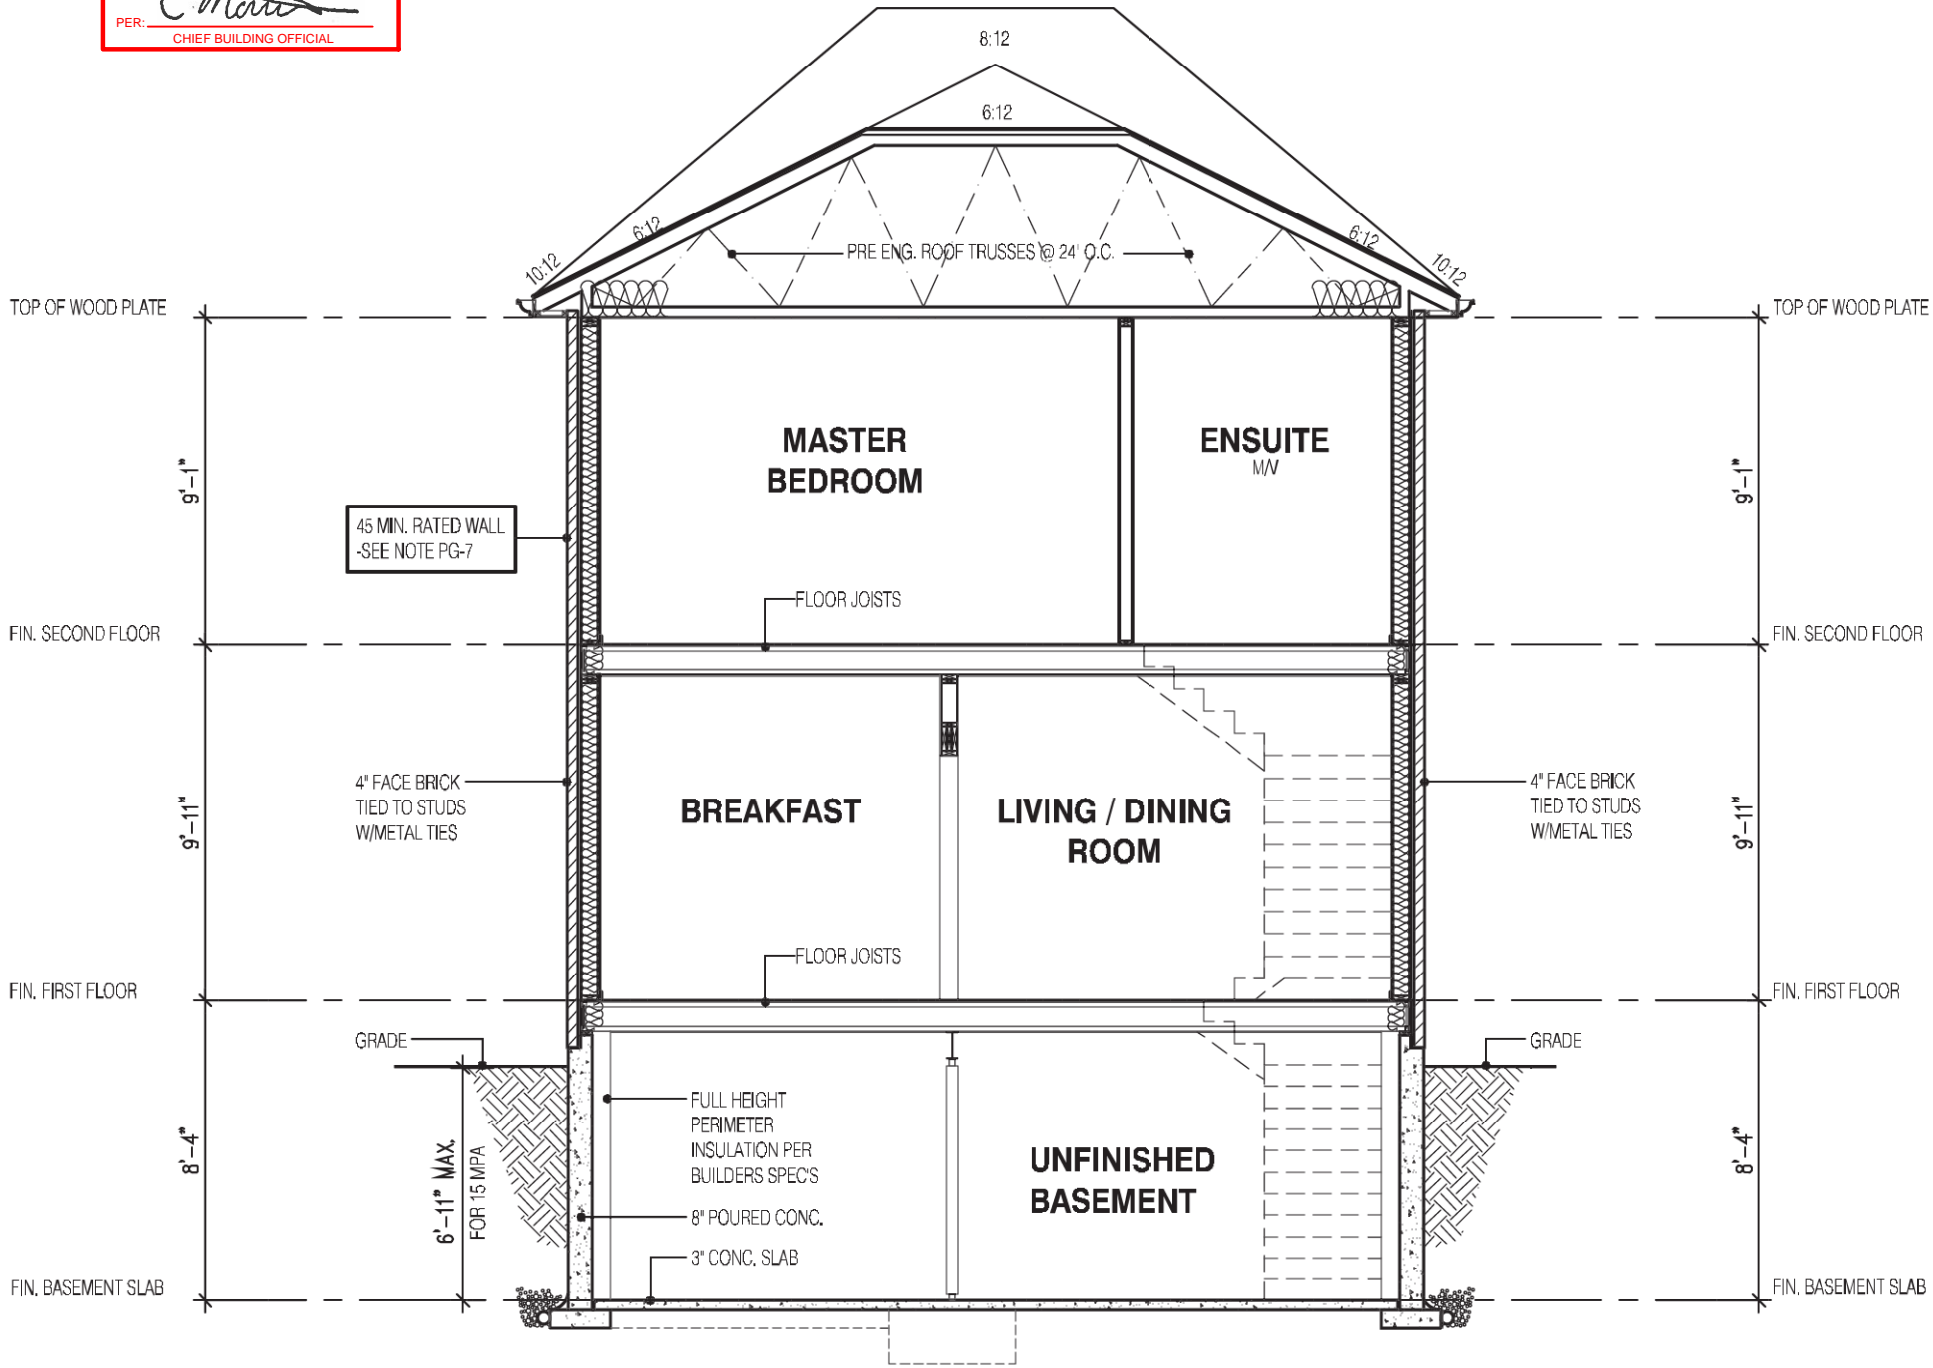 PER:
CHIEF BUILDING OFFICIAL
8:12
6:12
6:12
6:12
10:12
10:12
PRE ENG. ROOF TRUSSES @ 24' O.C.
TOP OF WOOD PLATE
TOP OF WOOD PLATE
9'-1"
9'-1"
MASTER
BEDROOM
ENSUITE
M/V
45 MIN. RATED WALL
-SEE NOTE PG-7
FLOOR JOISTS
FIN. SECOND FLOOR
FIN. SECOND FLOOR
9'-11"
9'-11"
4" FACE BRICK
TIED TO STUDS
W/METAL TIES
BREAKFAST
LIVING / DINING
ROOM
4" FACE BRICK
TIED TO STUDS
W/METAL TIES
FLOOR JOISTS
FIN. FIRST FLOOR
FIN. FIRST FLOOR
GRADE
GRADE
8'-4"
8'-4"
6'-11" MAX.
FOR 15 MPA
FULL HEIGHT
PERIMETER
INSULATION PER
BUILDERS SPEC'S
8" POURED CONC.
3" CONC. SLAB
UNFINISHED
BASEMENT
FIN. BASEMENT SLAB
FIN. BASEMENT SLAB